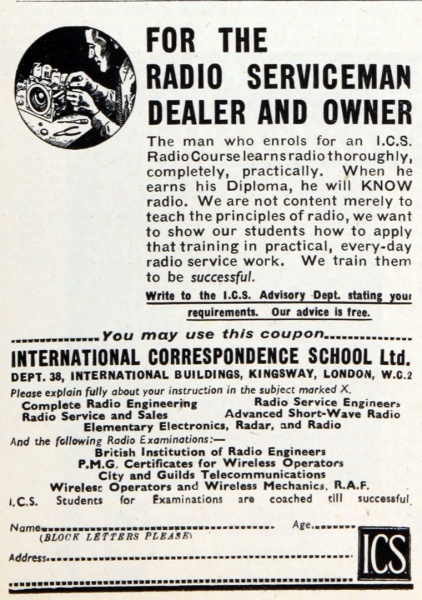 FOR THE
RADIO SERVICEMAN
DEALER AND OWNER
The man who enrols for an I.C.S.
Radio Course learns radio thoroughly,
completely, practically. When he
earns his Diploma, he will KNOW
radio. We are not content merely to
teach the principles of radio, we want
to show our students how to apply
that training in practical, every-day
radio service work. We train them
to be successful.
Write to the I.C.S. Advisory Dept. stating your
requirements. Our advice is free.
You may use this coupon
INTERNATIONAL CORRESPONDENCE SCHOOL Ltd.
DEPT. 38, INTERNATIONAL BUILDINGS, KINGSWAY, LONDON, W.C.2
Please explain fully about your instruction in the subject marked X.
Complete Radio Engineering Radio Service Engineers
Radio Service and Sales Advanced Short-Wave Radio
Elementary Electronics, Radar, and Radio
And the following Radio Examinations:—
British Institution of Radio Engineers
P.M.G. Certificates for Wireless Operators
City and Guilds Telecommunications
Wireless Operators and Wireless Mechanics, R.A.F.
I.C.S. Students for Examinations are coached till successful
Name Age
(BLOCK LETTERS PLEASE)
Address
I.C.S.